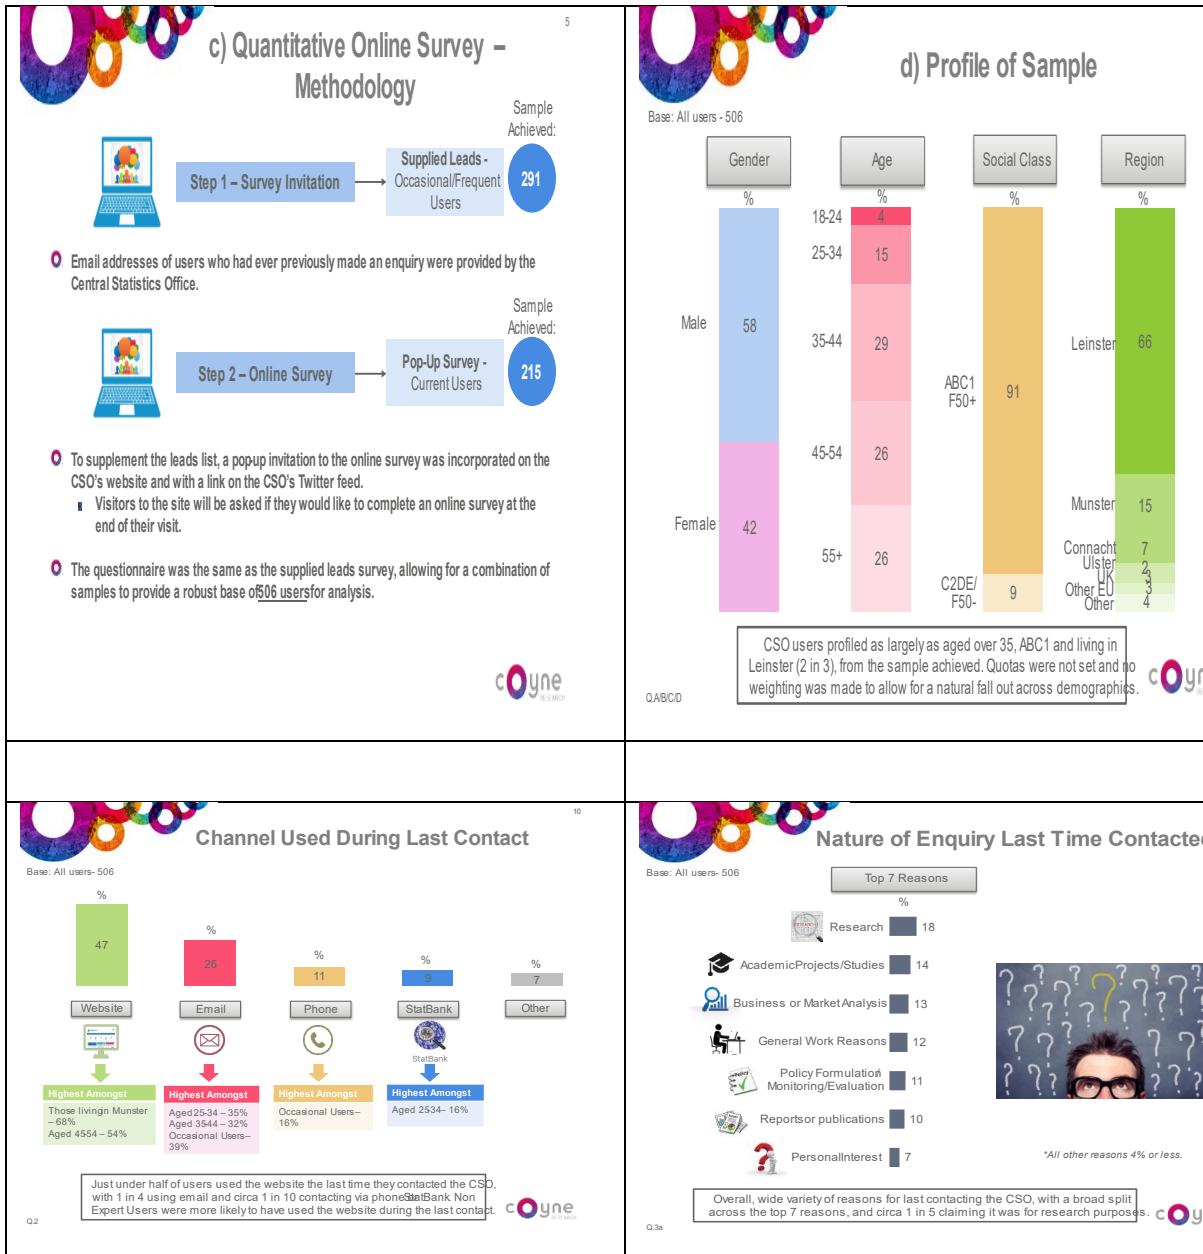 5
c) Quantitative Online Survey –
Methodology
Sample
Achieved:
Step 1 – Survey Invitation
Supplied Leads -
Occasional/Frequent
Users
291
Email addresses of users who had ever previously made an enquiry were provided by the
Central Statistics Office.
Sample
Achieved:
Step 2 – Online Survey
Pop-Up Survey -
Current Users
215
To supplement the leads list, a pop-up invitation to the online survey was incorporated on the
CSO's website and with a link on the CSO's Twitter feed.
Visitors to the site will be asked if they would like to complete an online survey at the
end of their visit.
The questionnaire was the same as the supplied leads survey, allowing for a combination of
samples to provide a robust base of 506 users for analysis.
coyne
RESEARCH
d) Profile of Sample
Base: All users - 506
Gender
%
Male
58
Female
42
Age
%
18-24
4
25-34
15
35-44
29
45-54
26
55+
26
Social Class
%
ABC1
F50+
91
C2DE/
F50-
9
Region
%
Leinster
66
Munster
15
Connacht
7
Ulster
2
UK
3
Other EU
3
Other
4
CSO users profiled as largely as aged over 35, ABC1 and living in
Leinster (2 in 3), from the sample achieved. Quotas were not set and no
weighting was made to allow for a natural fall out across demographics.
Q.A/B/C/D
coyn
10
Channel Used During Last Contact
Base: All users- 506
%
47
Website
%
26
Email
%
11
Phone
%
9
StatBank
%
7
Other
StatBank
Highest Amongst
Those living in Munster
– 68%
Aged 4554 – 54%
Highest Amongst
Aged 25-34 – 35%
Aged 3544 – 32%
Occasional Users –
39%
Highest Amongst
Occasional Users –
16%
Highest Amongst
Aged 2534 – 16%
Just under half of users used the website the last time they contacted the CSO,
with 1 in 4 using email and circa 1 in 10 contacting via phone or StatBank Non
Expert Users were more likely to have used the website during the last contact.
Q.2
coyne
RESEARCH
Nature of Enquiry Last Time Contacted
Base: All users- 506
Top 7 Reasons
%
Research 18
Academic Projects/Studies 14
Business or Market Analysis 13
General Work Reasons 12
Policy Formulation/
Monitoring/Evaluation 11
Reports or publications 10
Personal Interest 7
*All other reasons 4% or less.
Overall, wide variety of reasons for last contacting the CSO, with a broad split
across the top 7 reasons, and circa 1 in 5 claiming it was for research purposes.
Q.3a
coy